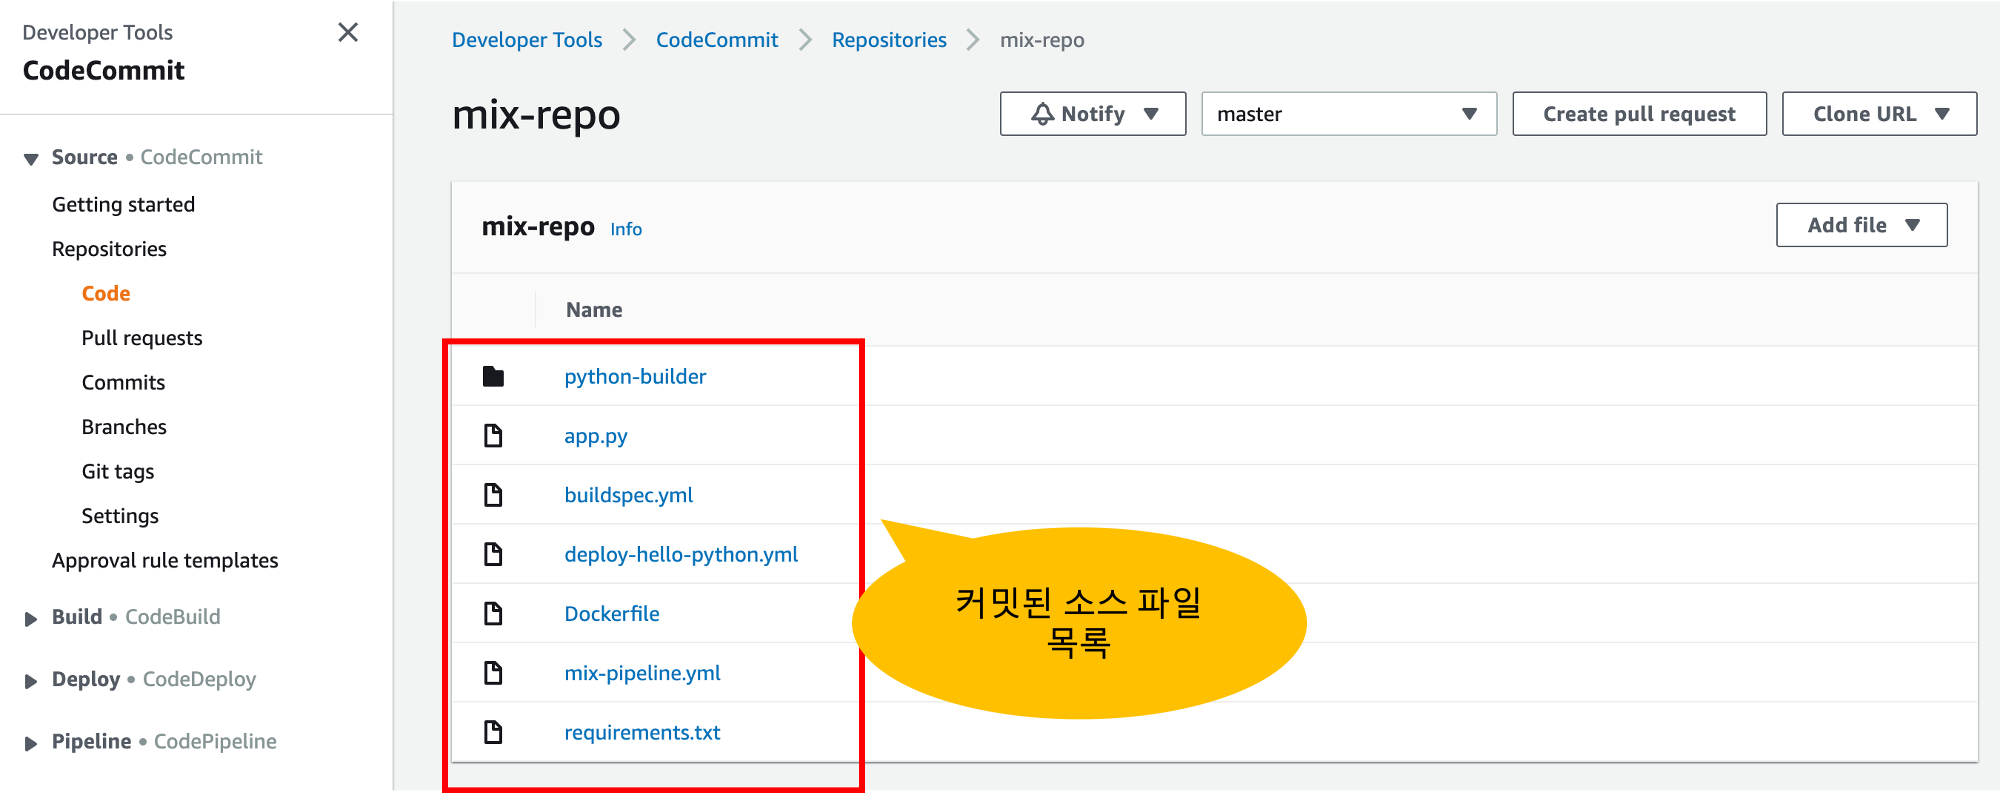 Developer Tools
CodeCommit
Source • CodeCommit
Getting started
Repositories
Code
Pull requests
Commits
Branches
Git tags
Settings
Approval rule templates
Build • CodeBuild
Deploy • CodeDeploy
Pipeline • CodePipeline
Developer Tools > CodeCommit > Repositories > mix-repo
mix-repo
Notify
master
Create pull request
Clone URL
mix-repo Info
Add file
Name
python-builder
app.py
buildspec.yml
deploy-hello-python.yml
Dockerfile
mix-pipeline.yml
requirements.txt
커밋된 소스 파일
목록